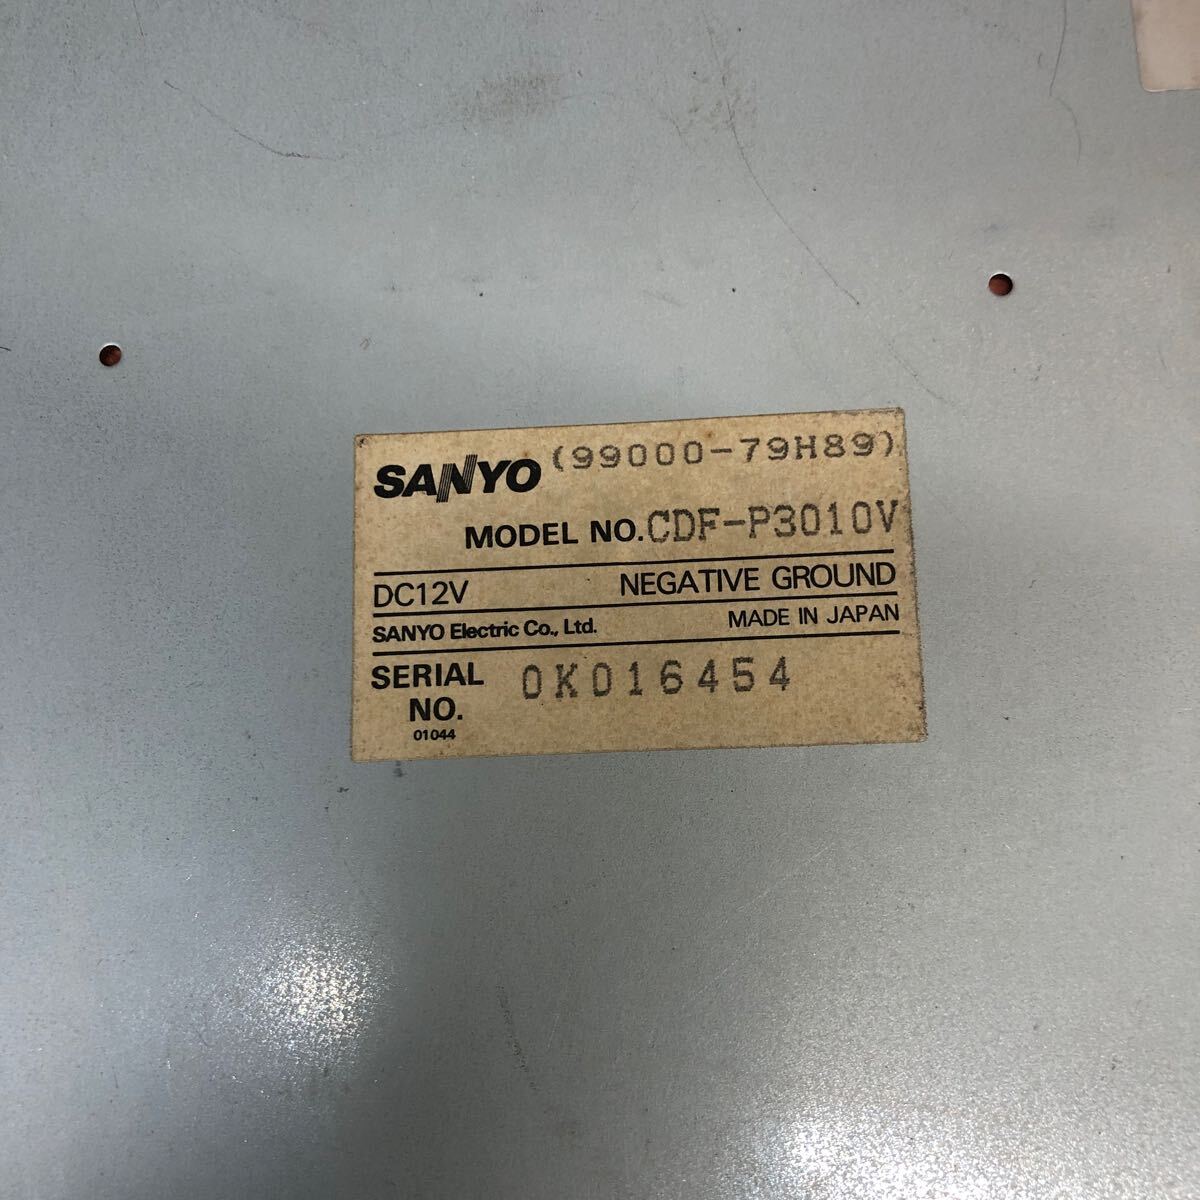 SANYO (99000-79H89)
MODEL NO. CDF-P3010V
DC12V NEGATIVE GROUND
SANYO Electric Co., Ltd. MADE IN JAPAN
SERIAL NO. 0K016454
01044